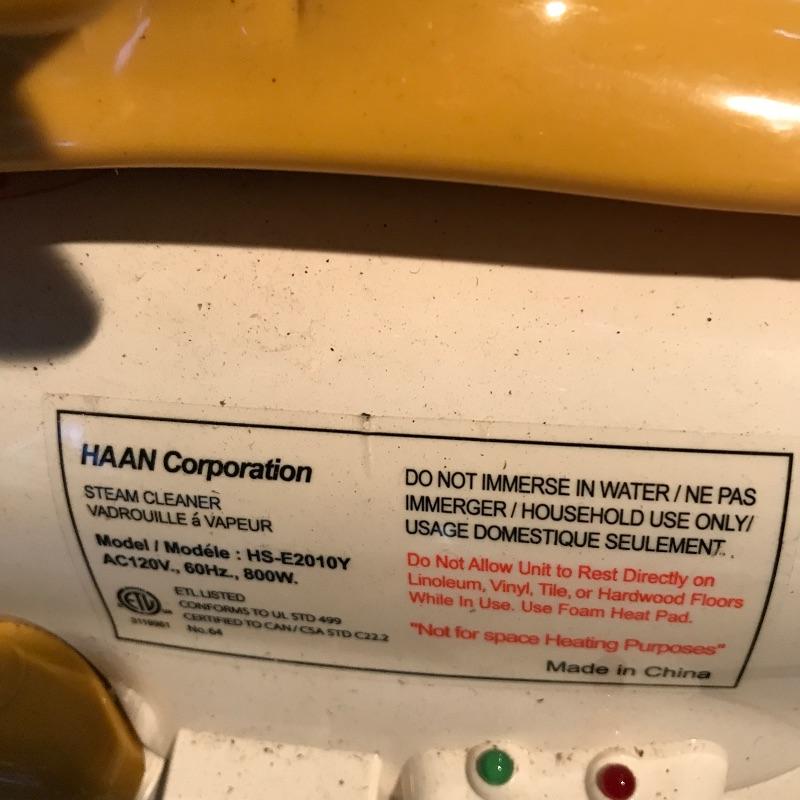 HAAN Corporation
STEAM CLEANER
VADROUILLE á VAPEUR
Model / Modéle : HS-E2010Y
AC120V., 60Hz., 800W.
ETL
ETL LISTED
CONFORMS TO UL STD 499
CERTIFIED TO CAN/CSA STD C22.2
No.64
DO NOT IMMERSE IN WATER / NE PAS
IMMERGER / HOUSEHOLD USE ONLY/
USAGE DOMESTIQUE SEULEMENT.
Do Not Allow Unit to Rest Directly on
Linoleum, Vinyl, Tile, or Hardwood Floors
While In Use. Use Foam Heat Pad.
"Not for space Heating Purposes"
Made in China